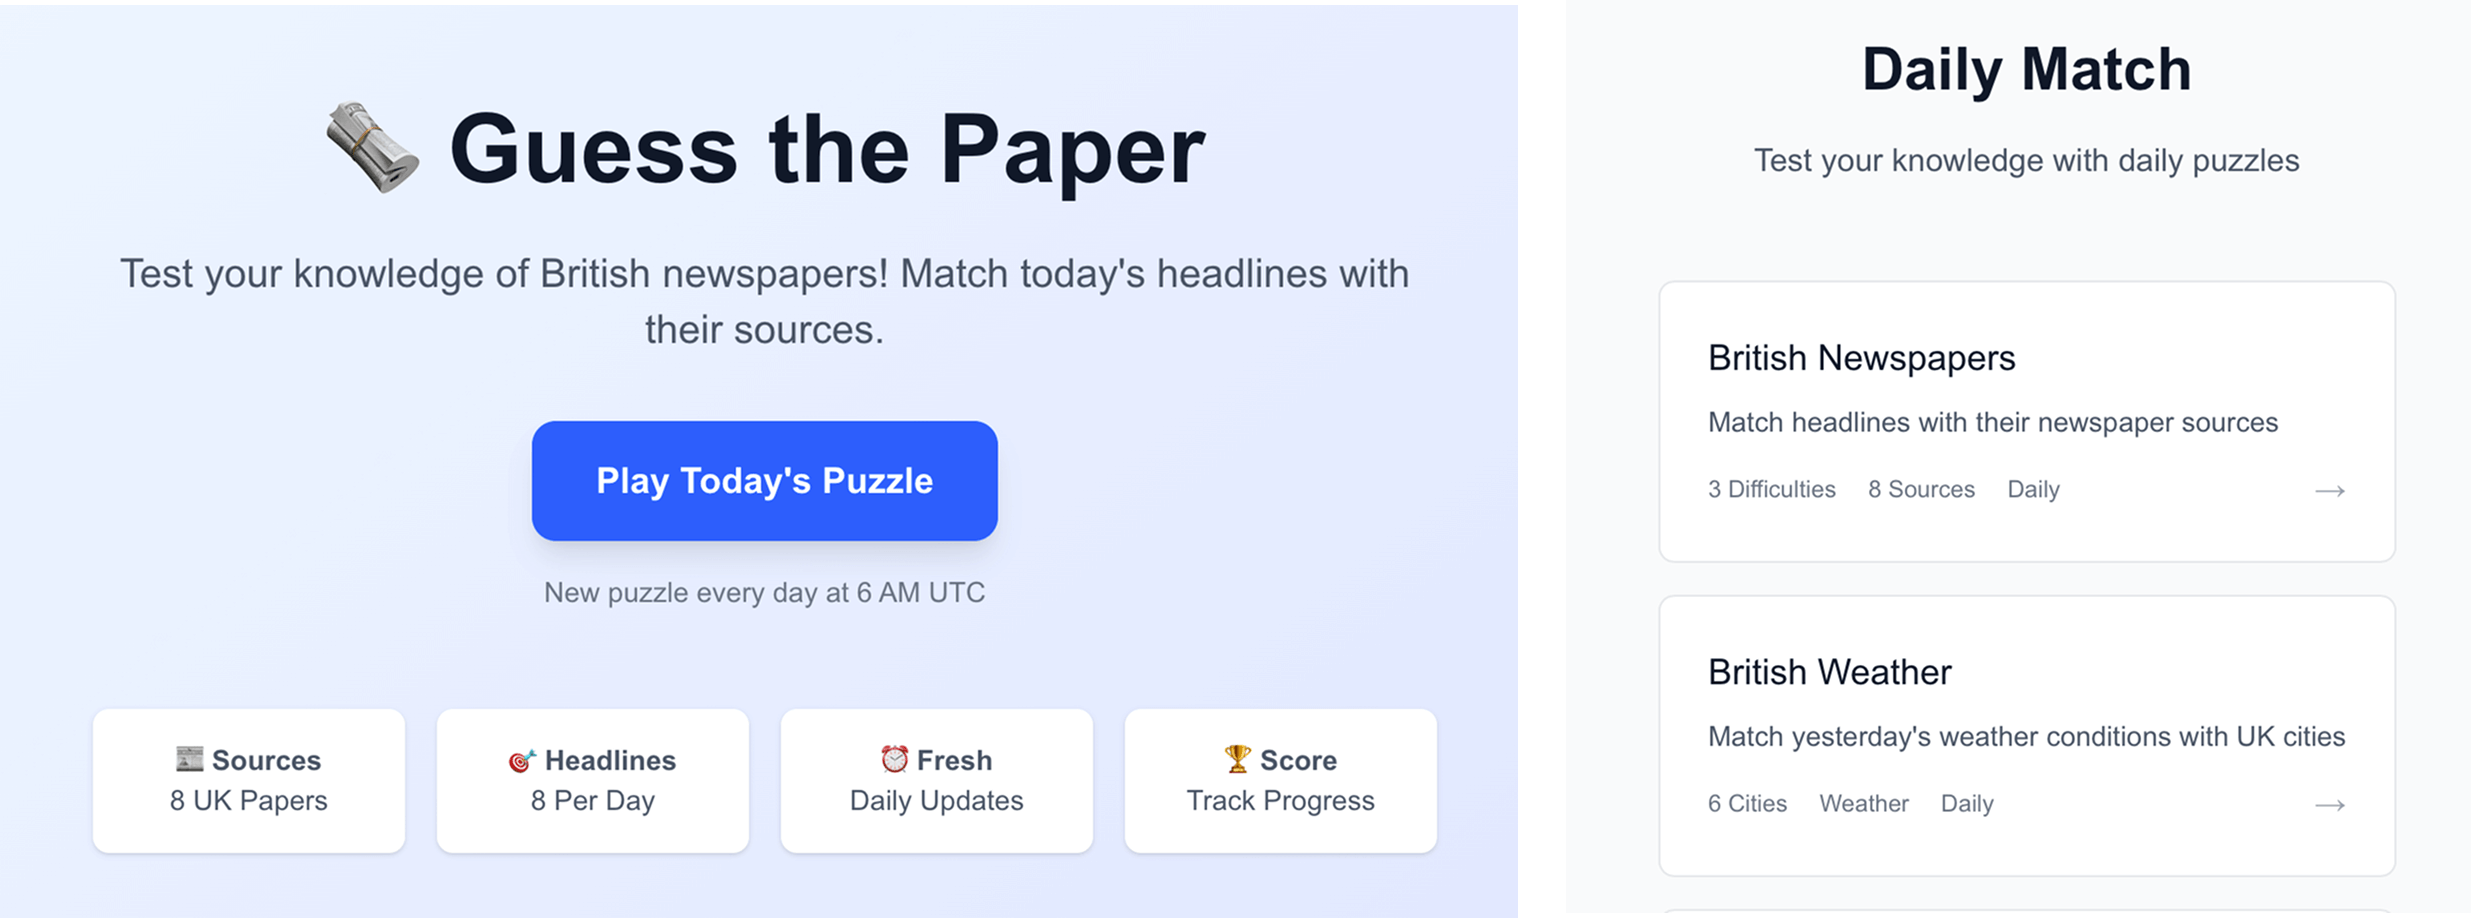 Guess the Paper
Test your knowledge of British newspapers! Match today's headlines with
their sources.
Play Today's Puzzle
New puzzle every day at 6 AM UTC
Sources
8 UK Papers
Headlines
8 Per Day
Fresh
Daily Updates
Score
Track Progress
Daily Match
Test your knowledge with daily puzzles
British Newspapers
Match headlines with their newspaper sources
3 Difficulties 8 Sources Daily →
British Weather
Match yesterday's weather conditions with UK cities
6 Cities Weather Daily →